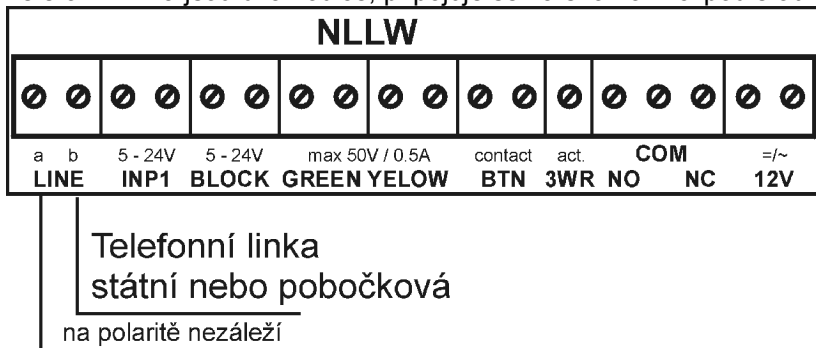 NLLW
a b 5 - 24V 5 - 24V max 50V / 0.5A contact act. COM =/~
LINE INP1 BLOCK GREEN YELOW BTN 3WR NO NC 12V
Telefonní linka
státní nebo pobočková
na polaritě nezáleží